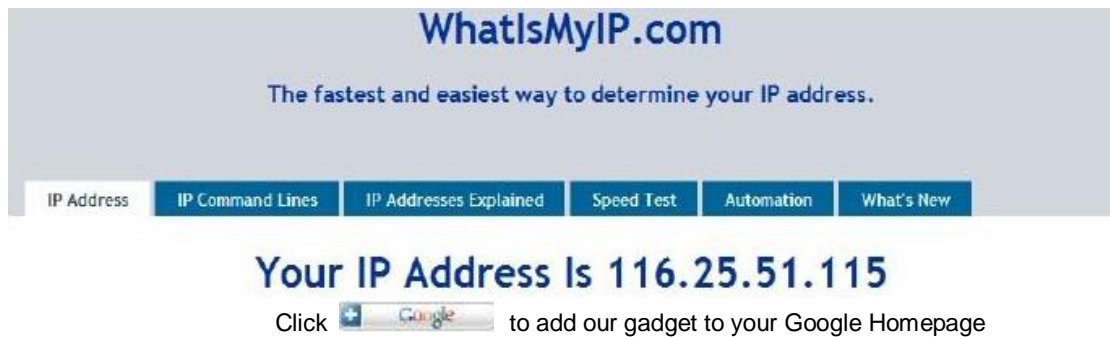 WhatIsMyIP.com
The fastest and easiest way to determine your IP address.
IP Address IP Command Lines IP Addresses Explained Speed Test Automation What's New
Your IP Address Is 116.25.51.115
Click Google to add our gadget to your Google Homepage